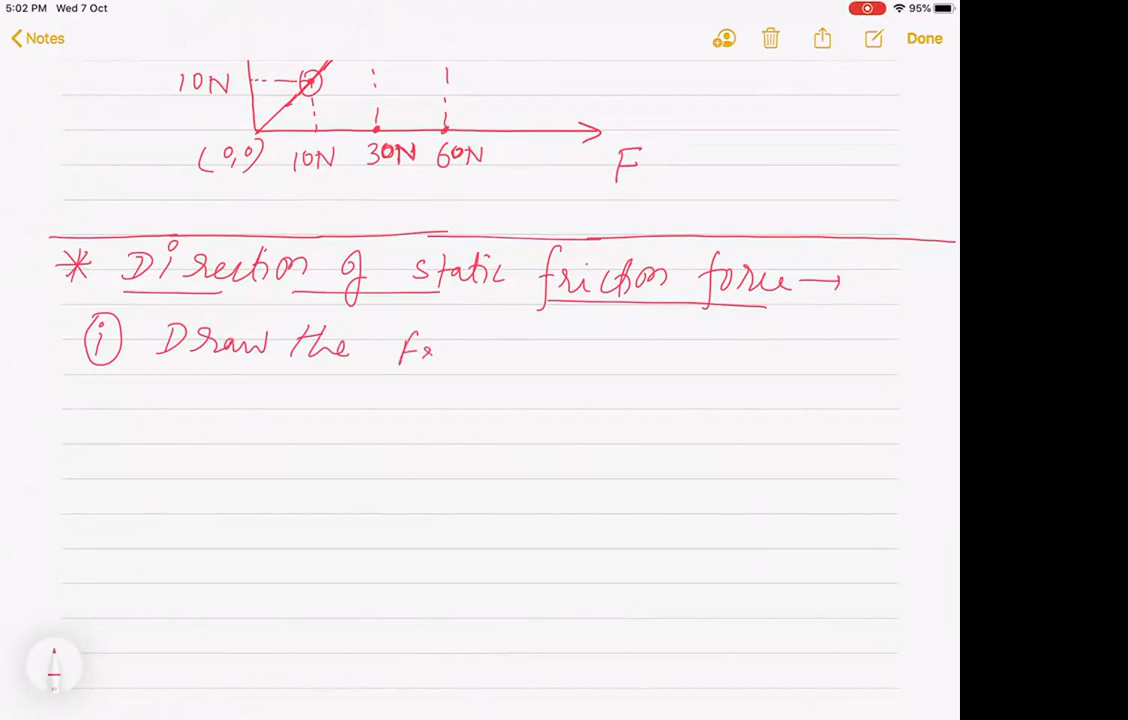 5:02 PM Wed 7 Oct 95%
Notes Done
10N
(0,0) 10N 30N 60N F
* Direction of static friction force →
(i) Draw the Fr